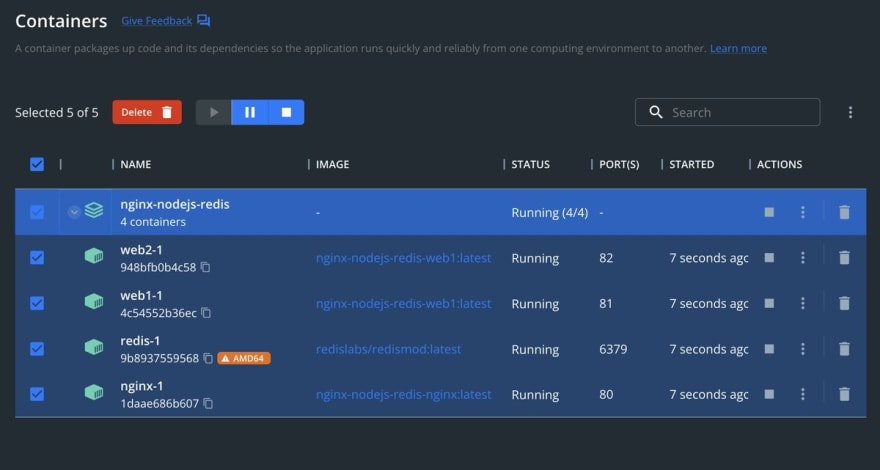 Containers Give Feedback
A container packages up code and its dependencies so the application runs quickly and reliably from one computing environment to another. Learn more
Selected 5 of 5 Delete Search
NAME IMAGE STATUS PORT(S) STARTED ACTIONS
nginx-nodejs-redis
4 containers - Running (4/4) -
web2-1
948bfb0b4c58 nginx-nodejs-redis-web1:latest Running 82 7 seconds agc
web1-1
4c54552b36ec nginx-nodejs-redis-web1:latest Running 81 7 seconds agc
redis-1
9b8937559568 AMD64 redislabs/redismod:latest Running 6379 7 seconds agc
nginx-1
1daae686b607 nginx-nodejs-redis-nginx:latest Running 80 7 seconds agc